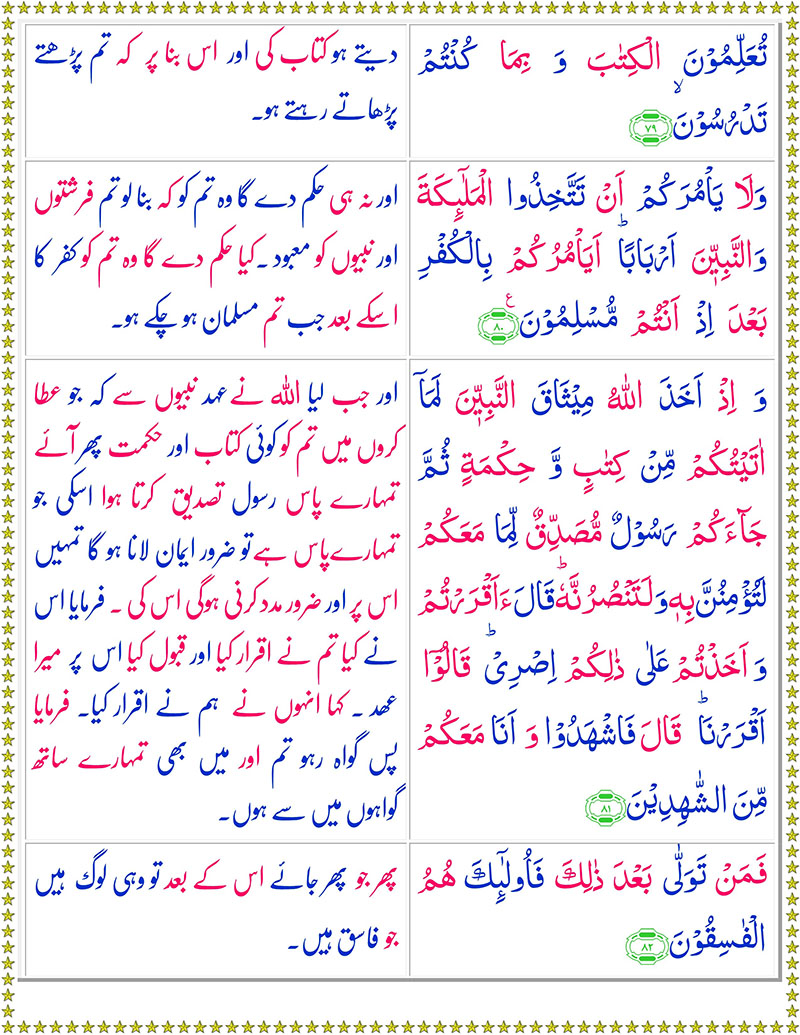 تُعَلِّمُوْنَ الْكِتٰبَ وَ بِمَا كُنْتُمْ
تَدْرُسُوْنَۙ ۷۹
دیتے ہو کتاب کی اور اس بنا پر کہ تم پڑھتے
پڑھاتے رہتے ہو۔
وَلَا يَاْمُرَكُمْ اَنْ تَتَّخِذُوا الْمَلٰٓئِكَةَ
وَالنَّبِيّٖنَ اَرْبَابًاؕ اَيَاْمُرُكُمْ بِالْكُفْرِ
بَعْدَ اِذْ اَنْتُمْ مُّسْلِمُوْنَ ۸۰ ع
اور نہ ہی حکم دے گا وہ تم کو کہ بنا لو تم فرشتوں
اور نبیوں کو معبود ۔کیا حکم دے گا وہ تم کو کفر کا
اسکے بعد جب تم مسلمان ہو چکے ہو۔
وَ اِذْ اَخَذَ اللّٰهُ مِيْثَاقَ النَّبِيّٖنَ لَمَاۤ
اٰتَيْتُكُمْ مِّنْ كِتٰبٍ وَّ حِكْمَةٍ ثُمَّ
جَآءَكُمْ رَسُوْلٌ مُّصَدِّقٌ لِّمَا مَعَكُمْ
لَتُؤْمِنُنَّ بِهٖ وَلَتَنْصُرُنَّهٗؕ قَالَ ءَاَقْرَرْتُمْ
وَ اَخَذْتُمْ عَلٰى ذٰلِكُمْ اِصْرِىْؕ قَالُوْۤا
اَقْرَرْنَاؕ قَالَ فَاشْهَدُوْا وَ اَنَا مَعَكُمْ
مِّنَ الشّٰهِدِيْنَ ۸۱
اور جب لیا اللہ نے عہد نبیوں سے کہ جو عطا
کروں میں تم کو کوئی کتاب اور حکمت پھر آئے
تمہارے پاس رسول تصدیق کرتا ہوا اسکی جو
تمہارے پاس ہے تو ضرور ایمان لانا ہو گا تمہیں
اس پر اور ضرور مدد کرنی ہوگی اس کی ۔ فرمایا اس
نے کیا تم نے اقرار کیا اور قبول کیا اس پر میرا
عھد ۔ کہا انہوں نے ہم نے اقرار کیا۔ فرمایا
پس گواہ رہو تم اور میں بھی تمہارے ساتھ
گواہوں میں سے ہوں۔
فَمَنْ تَوَلّٰى بَعْدَ ذٰلِكَ فَاُولٰٓئِكَ هُمُ
الْفٰسِقُوْنَ ۸۲
پھر جو پھر جائے اس کے بعد تو وہی لوگ ہیں
جو فاسق ہیں۔